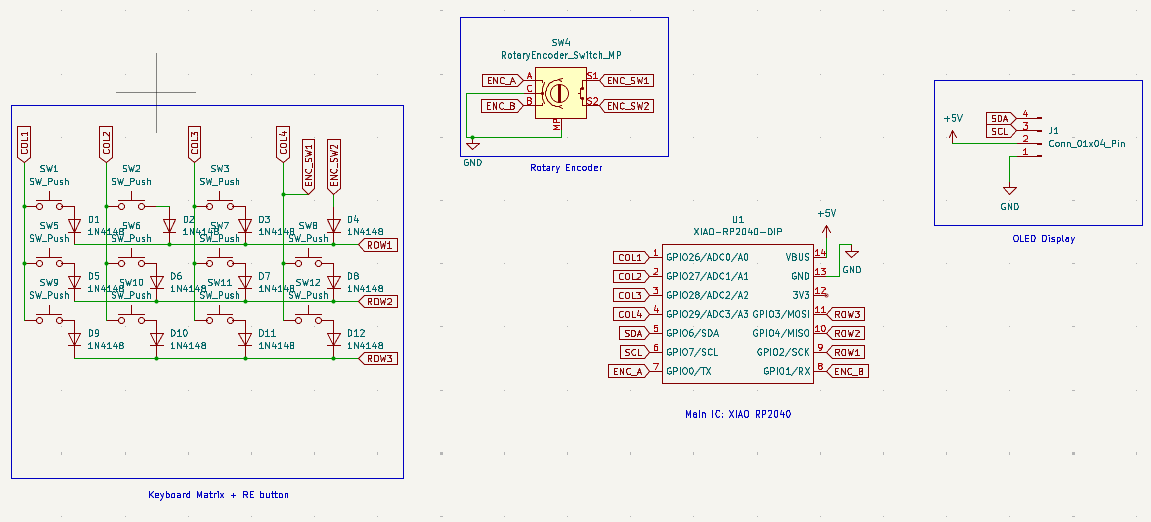 SW4
RotaryEncoder_Switch_MP
ENC_A
A
C
ENC_B
B
S1
ENC_SW1
S2
ENC_SW2
MP
GND
Rotary Encoder
+5V
SDA
4
SCL
3
2
1
J1
Conn_01x04_Pin
GND
OLED Display
COL1
COL2
COL3
COL4
ENC_SW1
ENC_SW2
SW1
SW_Push
SW2
SW_Push
SW3
SW_Push
D1
1N4148
D2
1N4148
D3
1N4148
D4
1N4148
ROW1
SW5
SW_Push
SW6
SW_Push
SW7
SW_Push
SW8
SW_Push
D5
1N4148
D6
1N4148
D7
1N4148
D8
1N4148
ROW2
SW9
SW_Push
SW10
SW_Push
SW11
SW_Push
SW12
SW_Push
D9
1N4148
D10
1N4148
D11
1N4148
D12
1N4148
ROW3
Keyboard Matrix + RE button
U1
XIAO-RP2040-DIP
+5V
GND
COL1 1 GPIO26/ADC0/A0 VBUS 14
COL2 2 GPIO27/ADC1/A1 GND 13
COL3 3 GPIO28/ADC2/A2 3V3 12
COL4 4 GPIO29/ADC3/A3 GPIO3/MOSI 11 ROW3
SDA 5 GPIO6/SDA GPIO4/MISO 10 ROW2
SCL 6 GPIO7/SCL GPIO2/SCK 9 ROW1
ENC_A 7 GPIO0/TX GPIO1/RX 8 ENC_B
Main IC: XIAO RP2040